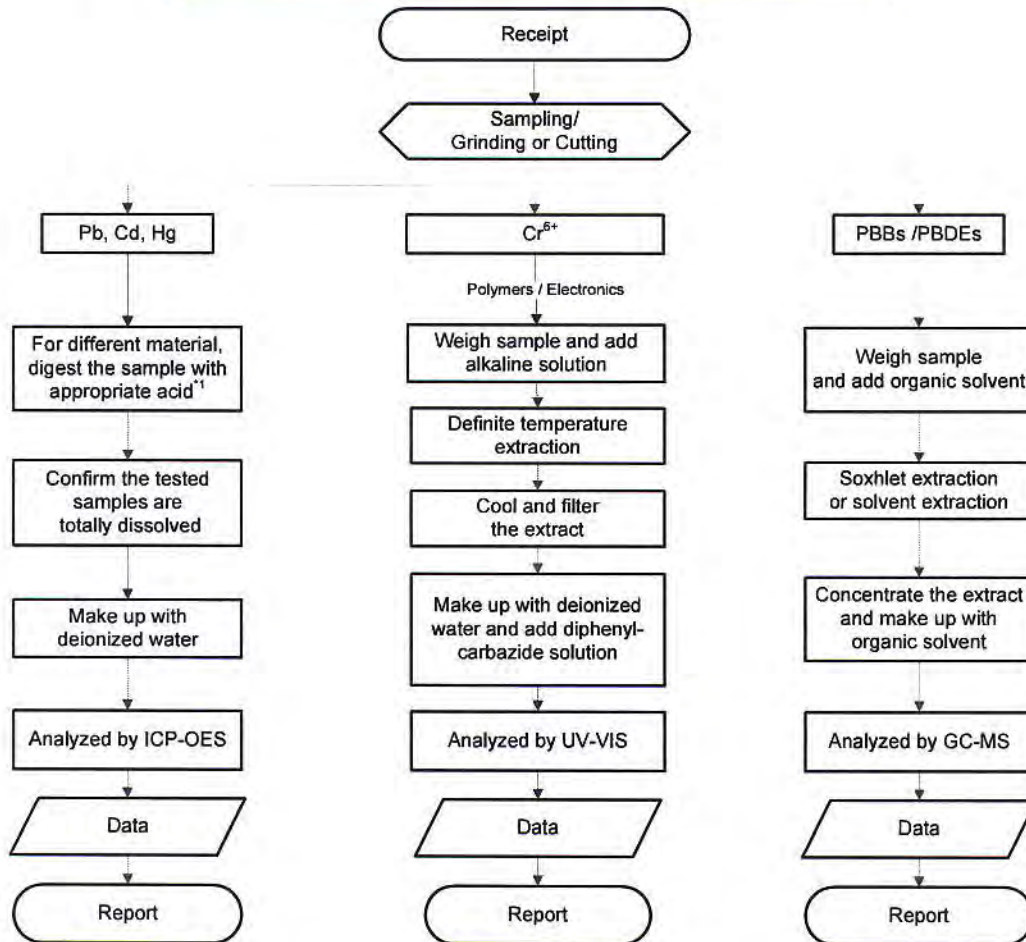 Receipt
Sampling/
Grinding or Cutting
Pb, Cd, Hg
For different material,
digest the sample with
appropriate acid*1
Confirm the tested
samples are
totally dissolved
Make up with
deionized water
Analyzed by ICP-OES
Data
Report
Cr6+
Polymers / Electronics
Weigh sample and add
alkaline solution
Definite temperature
extraction
Cool and filter
the extract
Make up with deionized
water and add diphenyl-
carbazide solution
Analyzed by UV-VIS
Data
Report
PBBs /PBDEs
Weigh sample
and add organic solvent
Soxhlet extraction
or solvent extraction
Concentrate the extract
and make up with
organic solvent
Analyzed by GC-MS
Data
Report